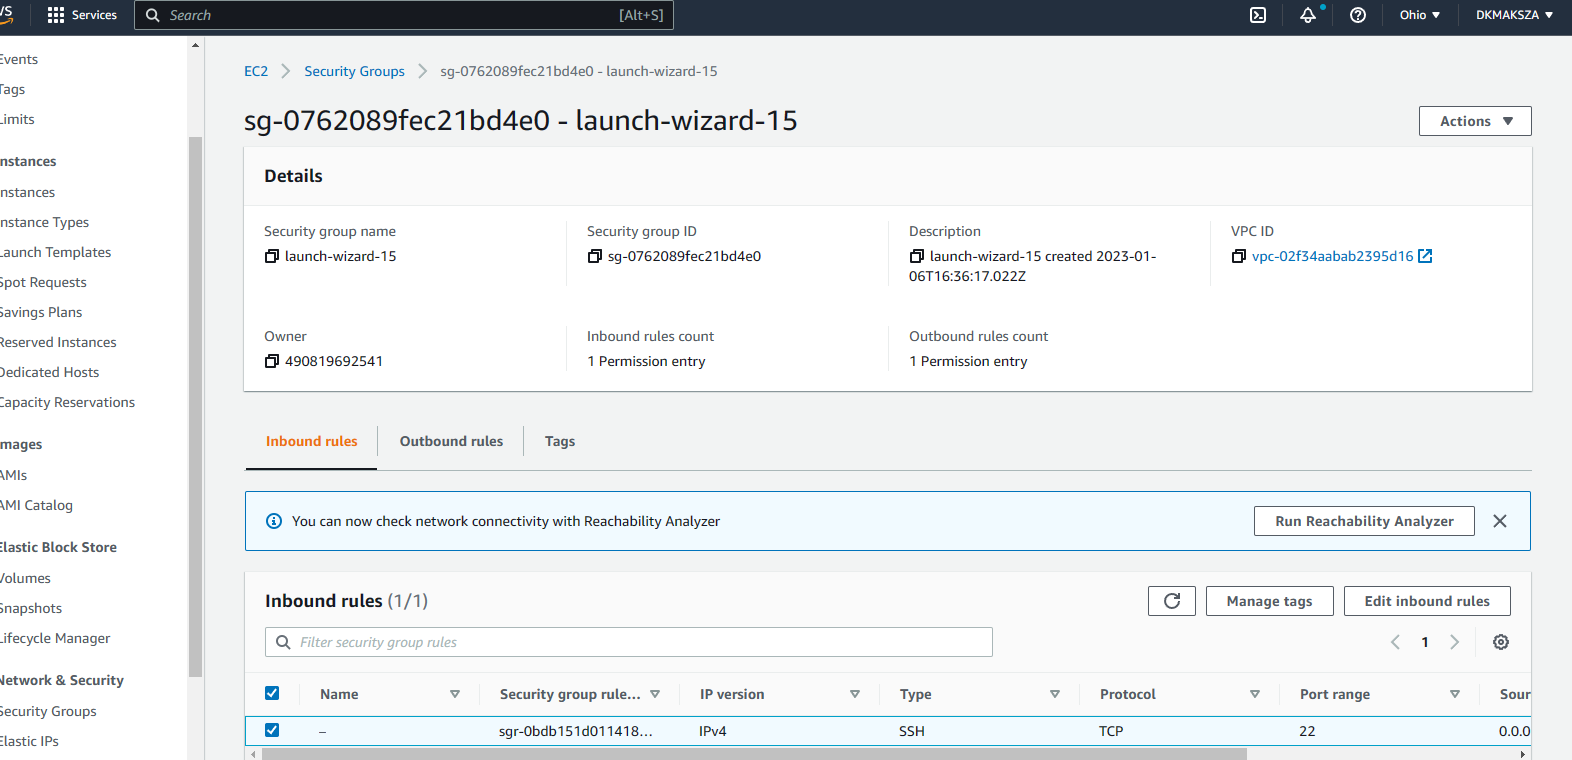 Services
Search
[Alt+S]
Ohio
DKMAKSZA
Events
Tags
Limits
Instances
Instances
Instance Types
Launch Templates
Spot Requests
Savings Plans
Reserved Instances
Dedicated Hosts
Capacity Reservations
Images
AMIs
AMI Catalog
Elastic Block Store
Volumes
Snapshots
Lifecycle Manager
Network & Security
Security Groups
Elastic IPs
EC2 > Security Groups > sg-0762089fec21bd4e0 - launch-wizard-15
sg-0762089fec21bd4e0 - launch-wizard-15
Actions
Details
Security group name
launch-wizard-15
Security group ID
sg-0762089fec21bd4e0
Description
launch-wizard-15 created 2023-01-
06T16:36:17.022Z
VPC ID
vpc-02f34aabab2395d16
Owner
490819692541
Inbound rules count
1 Permission entry
Outbound rules count
1 Permission entry
Inbound rules
Outbound rules
Tags
You can now check network connectivity with Reachability Analyzer
Run Reachability Analyzer
Inbound rules (1/1)
Manage tags
Edit inbound rules
Filter security group rules
1
Name
Security group rule...
IP version
Type
Protocol
Port range
Sour
–
sgr-0bdb151d011418...
IPv4
SSH
TCP
22
0.0.0